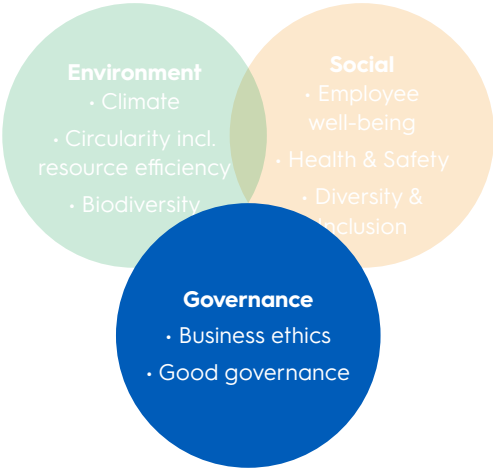 Environment
· Climate
· Circularity incl.
resource efficiency
· Biodiversity
Social
· Employee
well-being
· Health & Safety
· Diversity &
Inclusion
Governance
· Business ethics
· Good governance